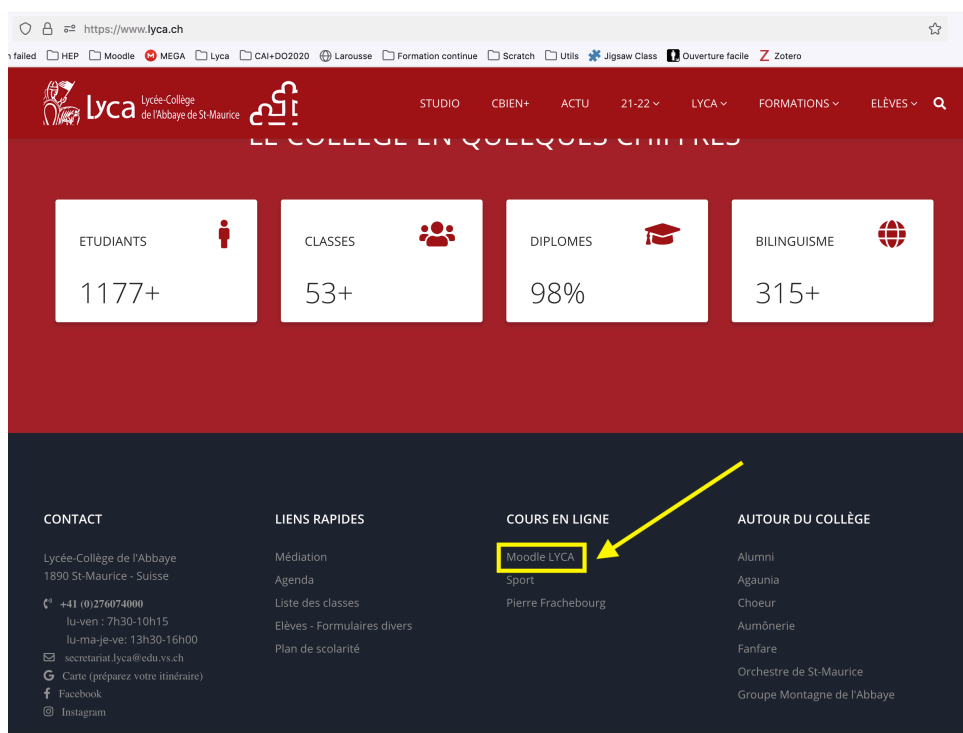 https://www.lyca.ch
n failed HEP Moodle MEGA Lyca CAI+DO2020 Larousse Formation continue Scratch Utils Jigsaw Class Ouverture facile Zotero
Lyca Lycée-Collège
de l'Abbaye de St-Maurice
STUDIO CBIEN+ ACTU 21-22 LYCA FORMATIONS ELÈVES
LE COLLÈGE EN QUELQUES CHIFFRES
ETUDIANTS
1177+
CLASSES
53+
DIPLOMES
98%
BILINGUISME
315+
CONTACT
Lycée-Collège de l'Abbaye
1890 St-Maurice - Suisse
+41 (0)276074000
lu-ven : 7h30-10h15
lu-ma-je-ve: 13h30-16h00
secretariat.lyca@edu.vs.ch
Carte (préparez votre itinéraire)
Facebook
Instagram
LIENS RAPIDES
Médiation
Agenda
Liste des classes
Elèves - Formulaires divers
Plan de scolarité
COURS EN LIGNE
Moodle LYCA
Sport
Pierre Frachebourg
AUTOUR DU COLLÈGE
Alumni
Agaunia
Choeur
Aumônerie
Fanfare
Orchestre de St-Maurice
Groupe Montagne de l'Abbaye